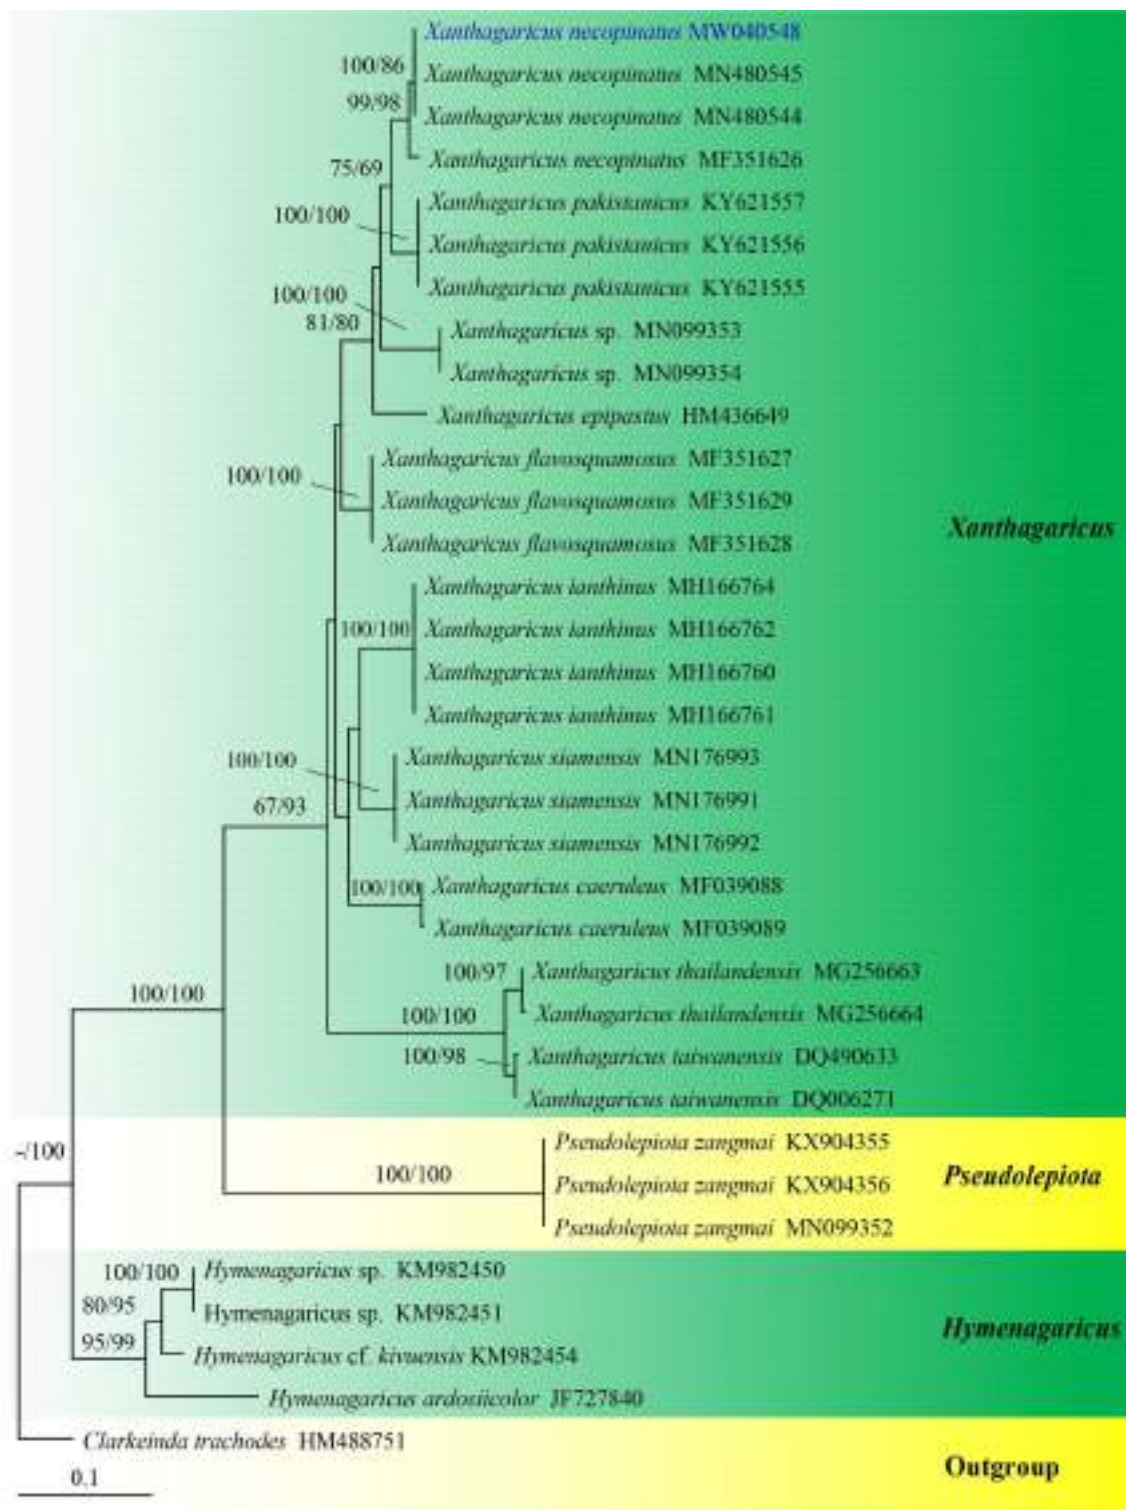 Xanthagaricus necopinatus MW040548
100/86
Xanthagaricus necopinatus MN480545
99/98
Xanthagaricus necopinatus MN480544
Xanthagaricus necopinatus MF351626
75/69
Xanthagaricus pakistanicus KY621557
100/100
Xanthagaricus pakistanicus KY621556
Xanthagaricus pakistanicus KY621555
100/100
81/80
Xanthagaricus sp. MN099353
Xanthagaricus sp. MN099354
Xanthagaricus epipastus HM436649
Xanthagaricus flavosquamosus MF351627
100/100
Xanthagaricus flavosquamosus MF351629
Xanthagaricus
Xanthagaricus flavosquamosus MF351628
Xanthagaricus ianthinus MH166764
100/100
Xanthagaricus ianthinus MH166762
Xanthagaricus ianthinus MH166760
Xanthagaricus ianthinus MH166761
100/100
Xanthagaricus siamensis MN176993
67/93
Xanthagaricus siamensis MN176991
Xanthagaricus siamensis MN176992
100/100
Xanthagaricus caeruleus MF039088
Xanthagaricus caeruleus MF039089
100/97
Xanthagaricus thailandensis MG256663
100/100
100/100
Xanthagaricus thailandensis MG256664
100/98
Xanthagaricus taiwanensis DQ490633
Xanthagaricus taiwanensis DQ006271
-/100
Pseudolepiota zangmai KX904355
100/100
Pseudolepiota zangmai KX904356
Pseudolepiota
Pseudolepiota zangmai MN099352
100/100
Hymenagaricus sp. KM982450
80/95
Hymenagaricus sp. KM982451
Hymenagaricus
95/99
Hymenagaricus cf. kivuensis KM982454
Hymenagaricus ardosiicolor JF727840
Clarkeinda trachodes HM488751
Outgroup
0.1